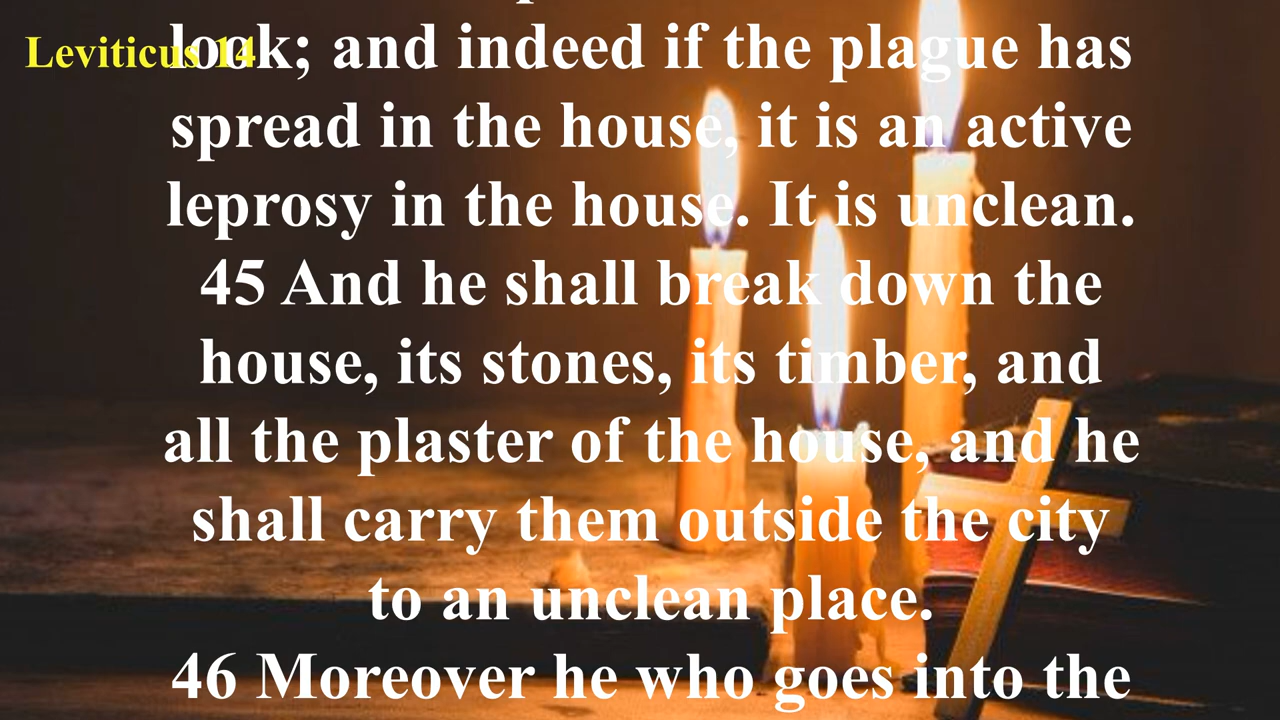 Leviticus 14
look; and indeed if the plague has
spread in the house, it is an active
leprosy in the house. It is unclean.
45 And he shall break down the
house, its stones, its timber, and
all the plaster of the house, and he
shall carry them outside the city
to an unclean place.
46 Moreover he who goes into the